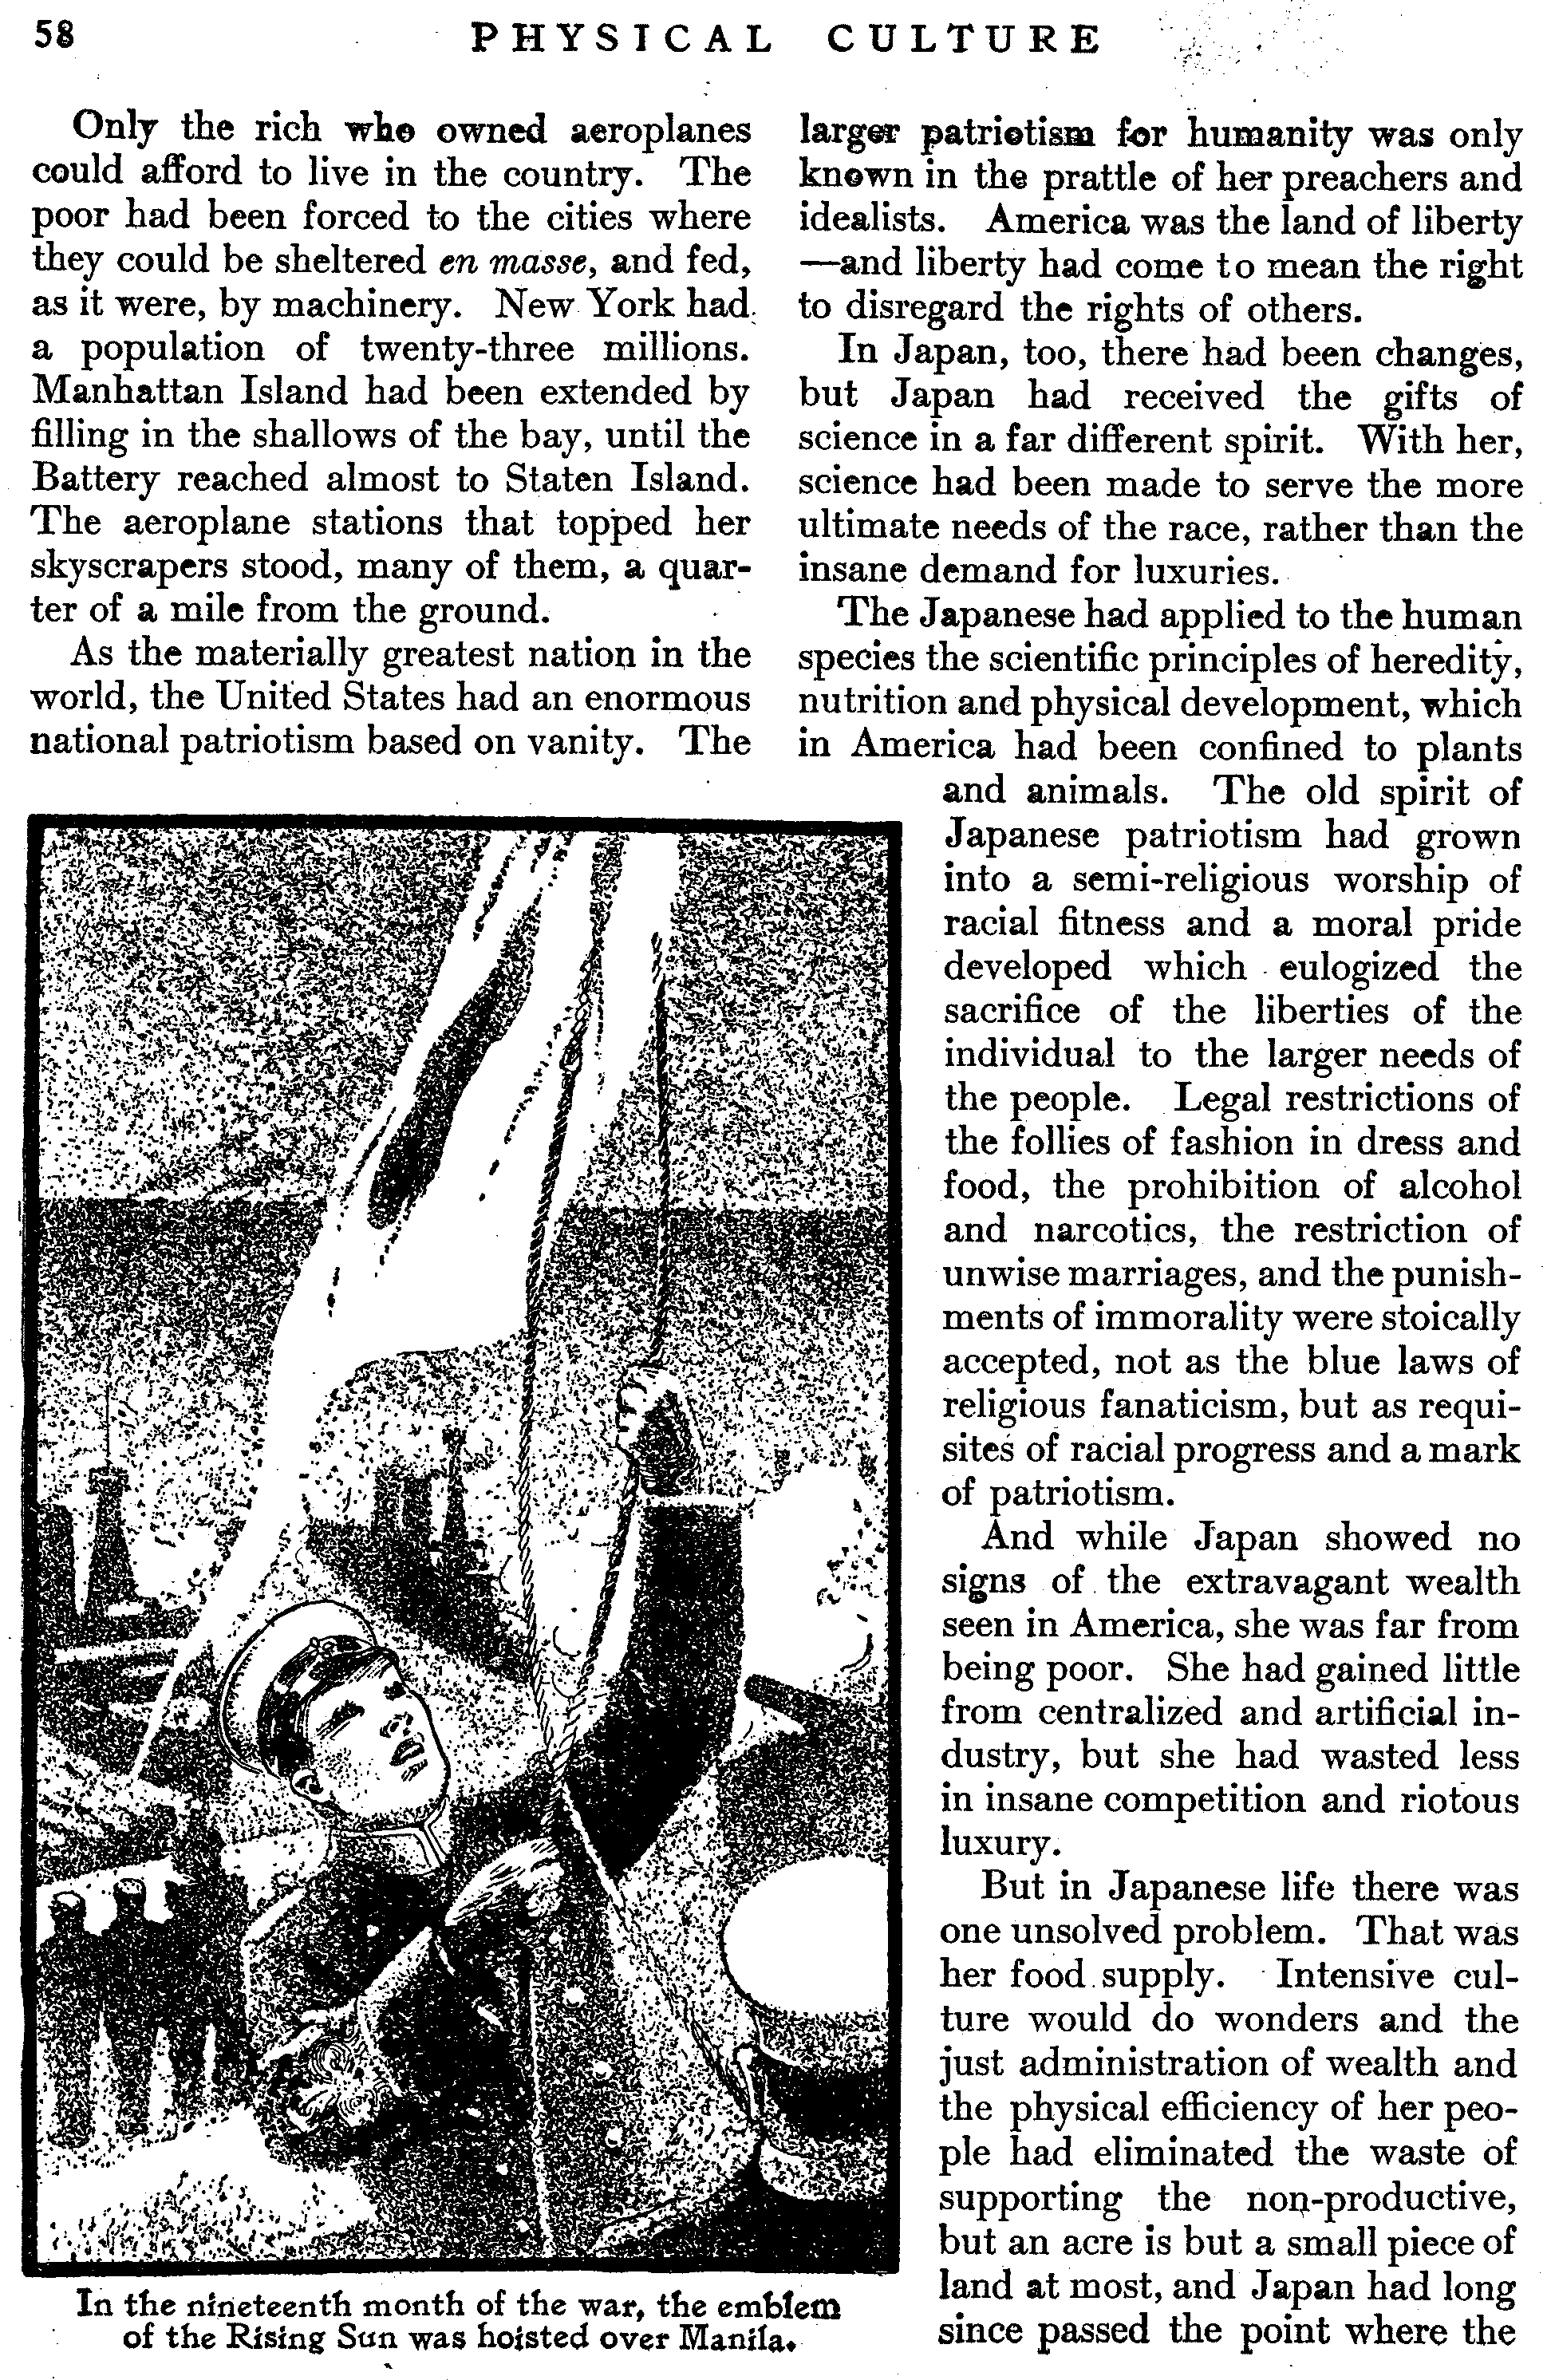 58
PHYSICAL CULTURE
Only the rich who owned aeroplanes
could afford to live in the country. The
poor had been forced to the cities where
they could be sheltered en masse, and fed,
as it were, by machinery. New York had
a population of twenty-three millions.
Manhattan Island had been extended by
filling in the shallows of the bay, until the
Battery reached almost to Staten Island.
The aeroplane stations that topped her
skyscrapers stood, many of them, a quar-
ter of a mile from the ground.
As the materially greatest nation in the
world, the United States had an enormous
national patriotism based on vanity. The
larger patriotism for humanity was only
known in the prattle of her preachers and
idealists. America was the land of liberty
—and liberty had come to mean the right
to disregard the rights of others.
In Japan, too, there had been changes,
but Japan had received the gifts of
science in a far different spirit. With her,
science had been made to serve the more
ultimate needs of the race, rather than the
insane demand for luxuries.
The Japanese had applied to the human
species the scientific principles of heredity,
nutrition and physical development, which
in America had been confined to plants
and animals. The old spirit of
Japanese patriotism had grown
into a semi-religious worship of
racial fitness and a moral pride
developed which eulogized the
sacrifice of the liberties of the
individual to the larger needs of
the people. Legal restrictions of
the follies of fashion in dress and
food, the prohibition of alcohol
and narcotics, the restriction of
unwise marriages, and the punish-
ments of immorality were stoically
accepted, not as the blue laws of
religious fanaticism, but as requi-
sites of racial progress and a mark
of patriotism.
And while Japan showed no
signs of the extravagant wealth
seen in America, she was far from
being poor. She had gained little
from centralized and artificial in-
dustry, but she had wasted less
in insane competition and riotous
luxury.
But in Japanese life there was
one unsolved problem. That was
her food supply. Intensive cul-
ture would do wonders and the
just administration of wealth and
the physical efficiency of her peo-
ple had eliminated the waste of
supporting the non-productive,
but an acre is but a small piece of
land at most, and Japan had long
since passed the point where the
In the nineteenth month of the war, the emblem
of the Rising Sun was hoisted over Manila.